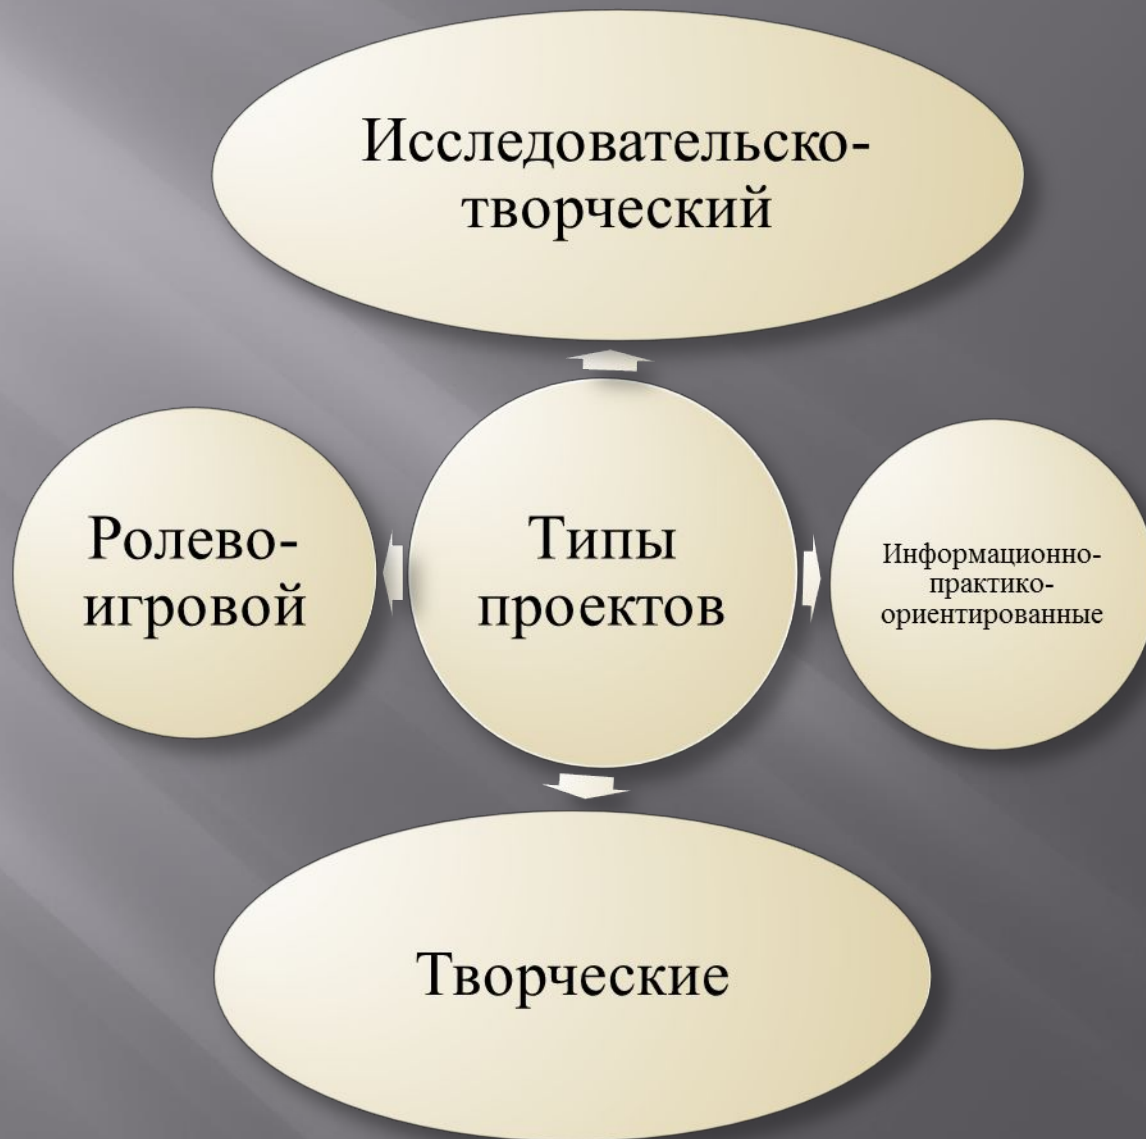 Исследовательско-
творческий
Ролево-
игровой
Типы
проектов
Информационно-
практико-
ориентированные
Творческие